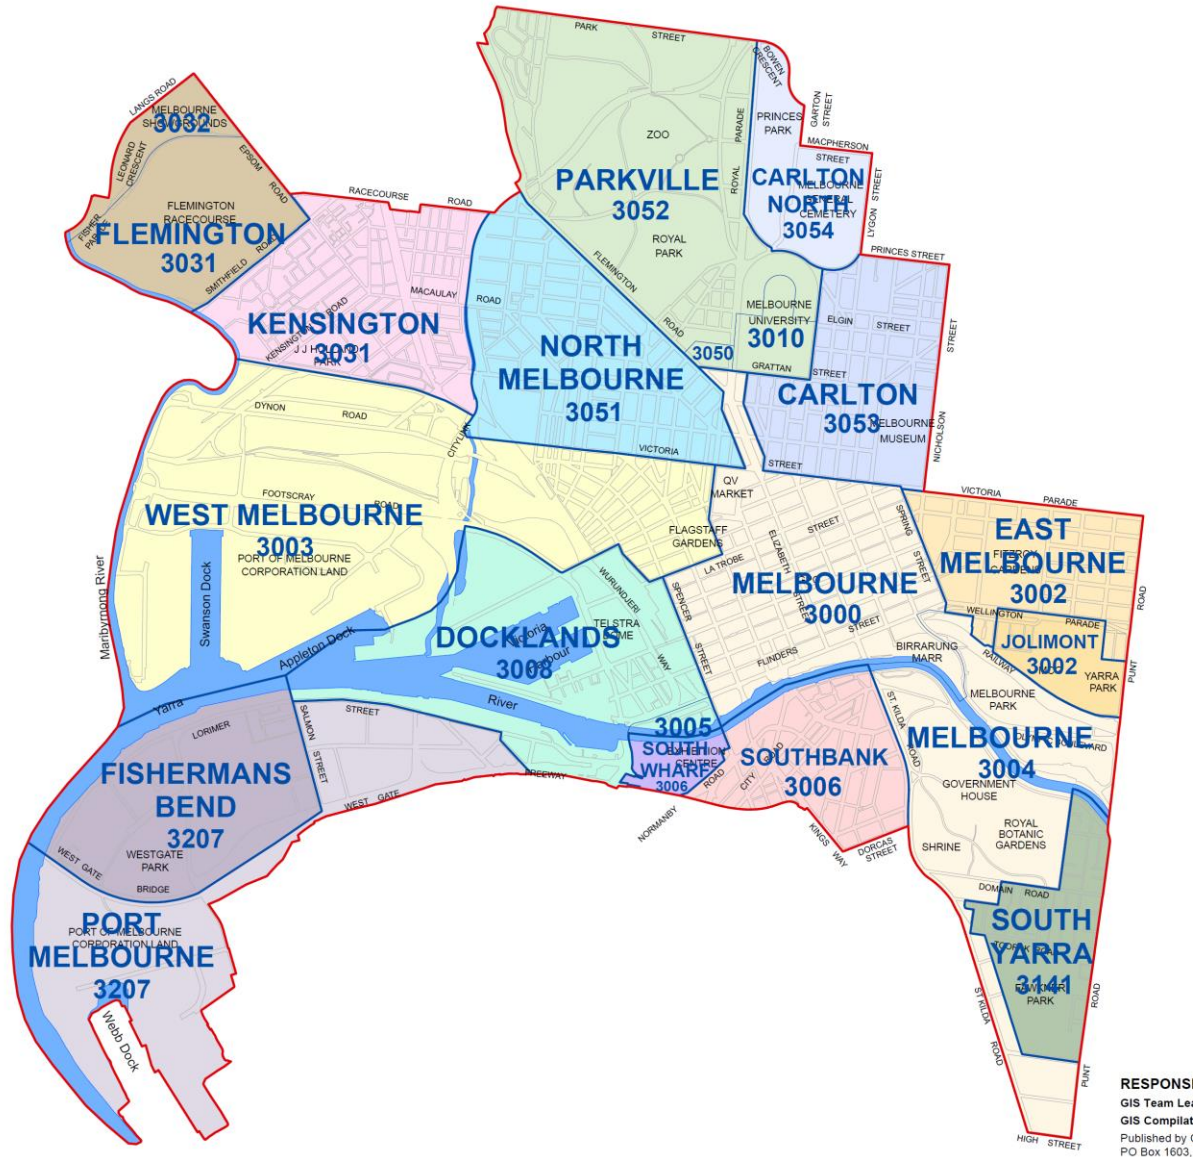 PARK STREET
BOWEN CRESCENT
LANGS ROAD
MELBOURNE SHOWGROUNDS
3032
LEONARD CRESCENT
EPSOM ROAD
FISHER PARADE
FLEMINGTON RACECOURSE
FLEMINGTON
3031
SMITHFIELD ROAD
RACECOURSE ROAD
ZOO
ROYAL PARADE
PRINCES PARK
GARTON STREET
MACPHERSON STREET
PARKVILLE
3052
ROYAL PARK
CARLTON NORTH
3054
MELBOURNE GENERAL CEMETERY
LYGON STREET
PRINCES STREET
KENSINGTON
3031
KENSINGTON ROAD
J J HOLLAND PARK
MACAULAY ROAD
FLEMINGTON ROAD
NORTH MELBOURNE
3051
MELBOURNE UNIVERSITY
3010
3050
GRATTAN STREET
ELGIN STREET
CARLTON
3053
MELBOURNE MUSEUM
NICHOLSON STREET
DYNON ROAD
CITYLINK
VICTORIA STREET
VICTORIA PARADE
FOOTSCRAY ROAD
WEST MELBOURNE
3003
PORT OF MELBOURNE CORPORATION LAND
Maribyrnong River
Swanson Dock
Appleton Dock
QV MARKET
FLAGSTAFF GARDENS
LA TROBE STREET
ELIZABETH STREET
SPRING STREET
MELBOURNE
3000
SPENCER STREET
FLINDERS STREET
EAST MELBOURNE
3002
FITZROY GARDENS
WELLINGTON PARADE
JOLIMONT
3002
RAILWAY
YARRA PARK
PUNT ROAD
BIRRARUNG MARR
MELBOURNE PARK
WURUNDJERI WAY
TELSTRA DOME
DOCKLANDS
3008
Victoria Harbour
Yarra River
LORIMER STREET
SALMON STREET
FISHERMANS BEND
3207
WESTGATE PARK
WEST GATE BRIDGE
WEST GATE FREEWAY
3005
SOUTH WHARF
3006
EXHIBITION CENTRE
NORMANBY ROAD
CITY ROAD
SOUTHBANK
3006
KINGS WAY
DORCAS STREET
ST. KILDA ROAD
MELBOURNE
3004
GOVERNMENT HOUSE
ROYAL BOTANIC GARDENS
SHRINE
DOMAIN ROAD
SOUTH YARRA
3141
FAWKNER PARK
ST KILDA ROAD
PUNT ROAD
HIGH STREET
PORT MELBOURNE
3207
PORT OF MELBOURNE CORPORATION LAND
Webb Dock
RESPONSI
GIS Team Lea
GIS Compilat
Published by C
PO Box 1603,